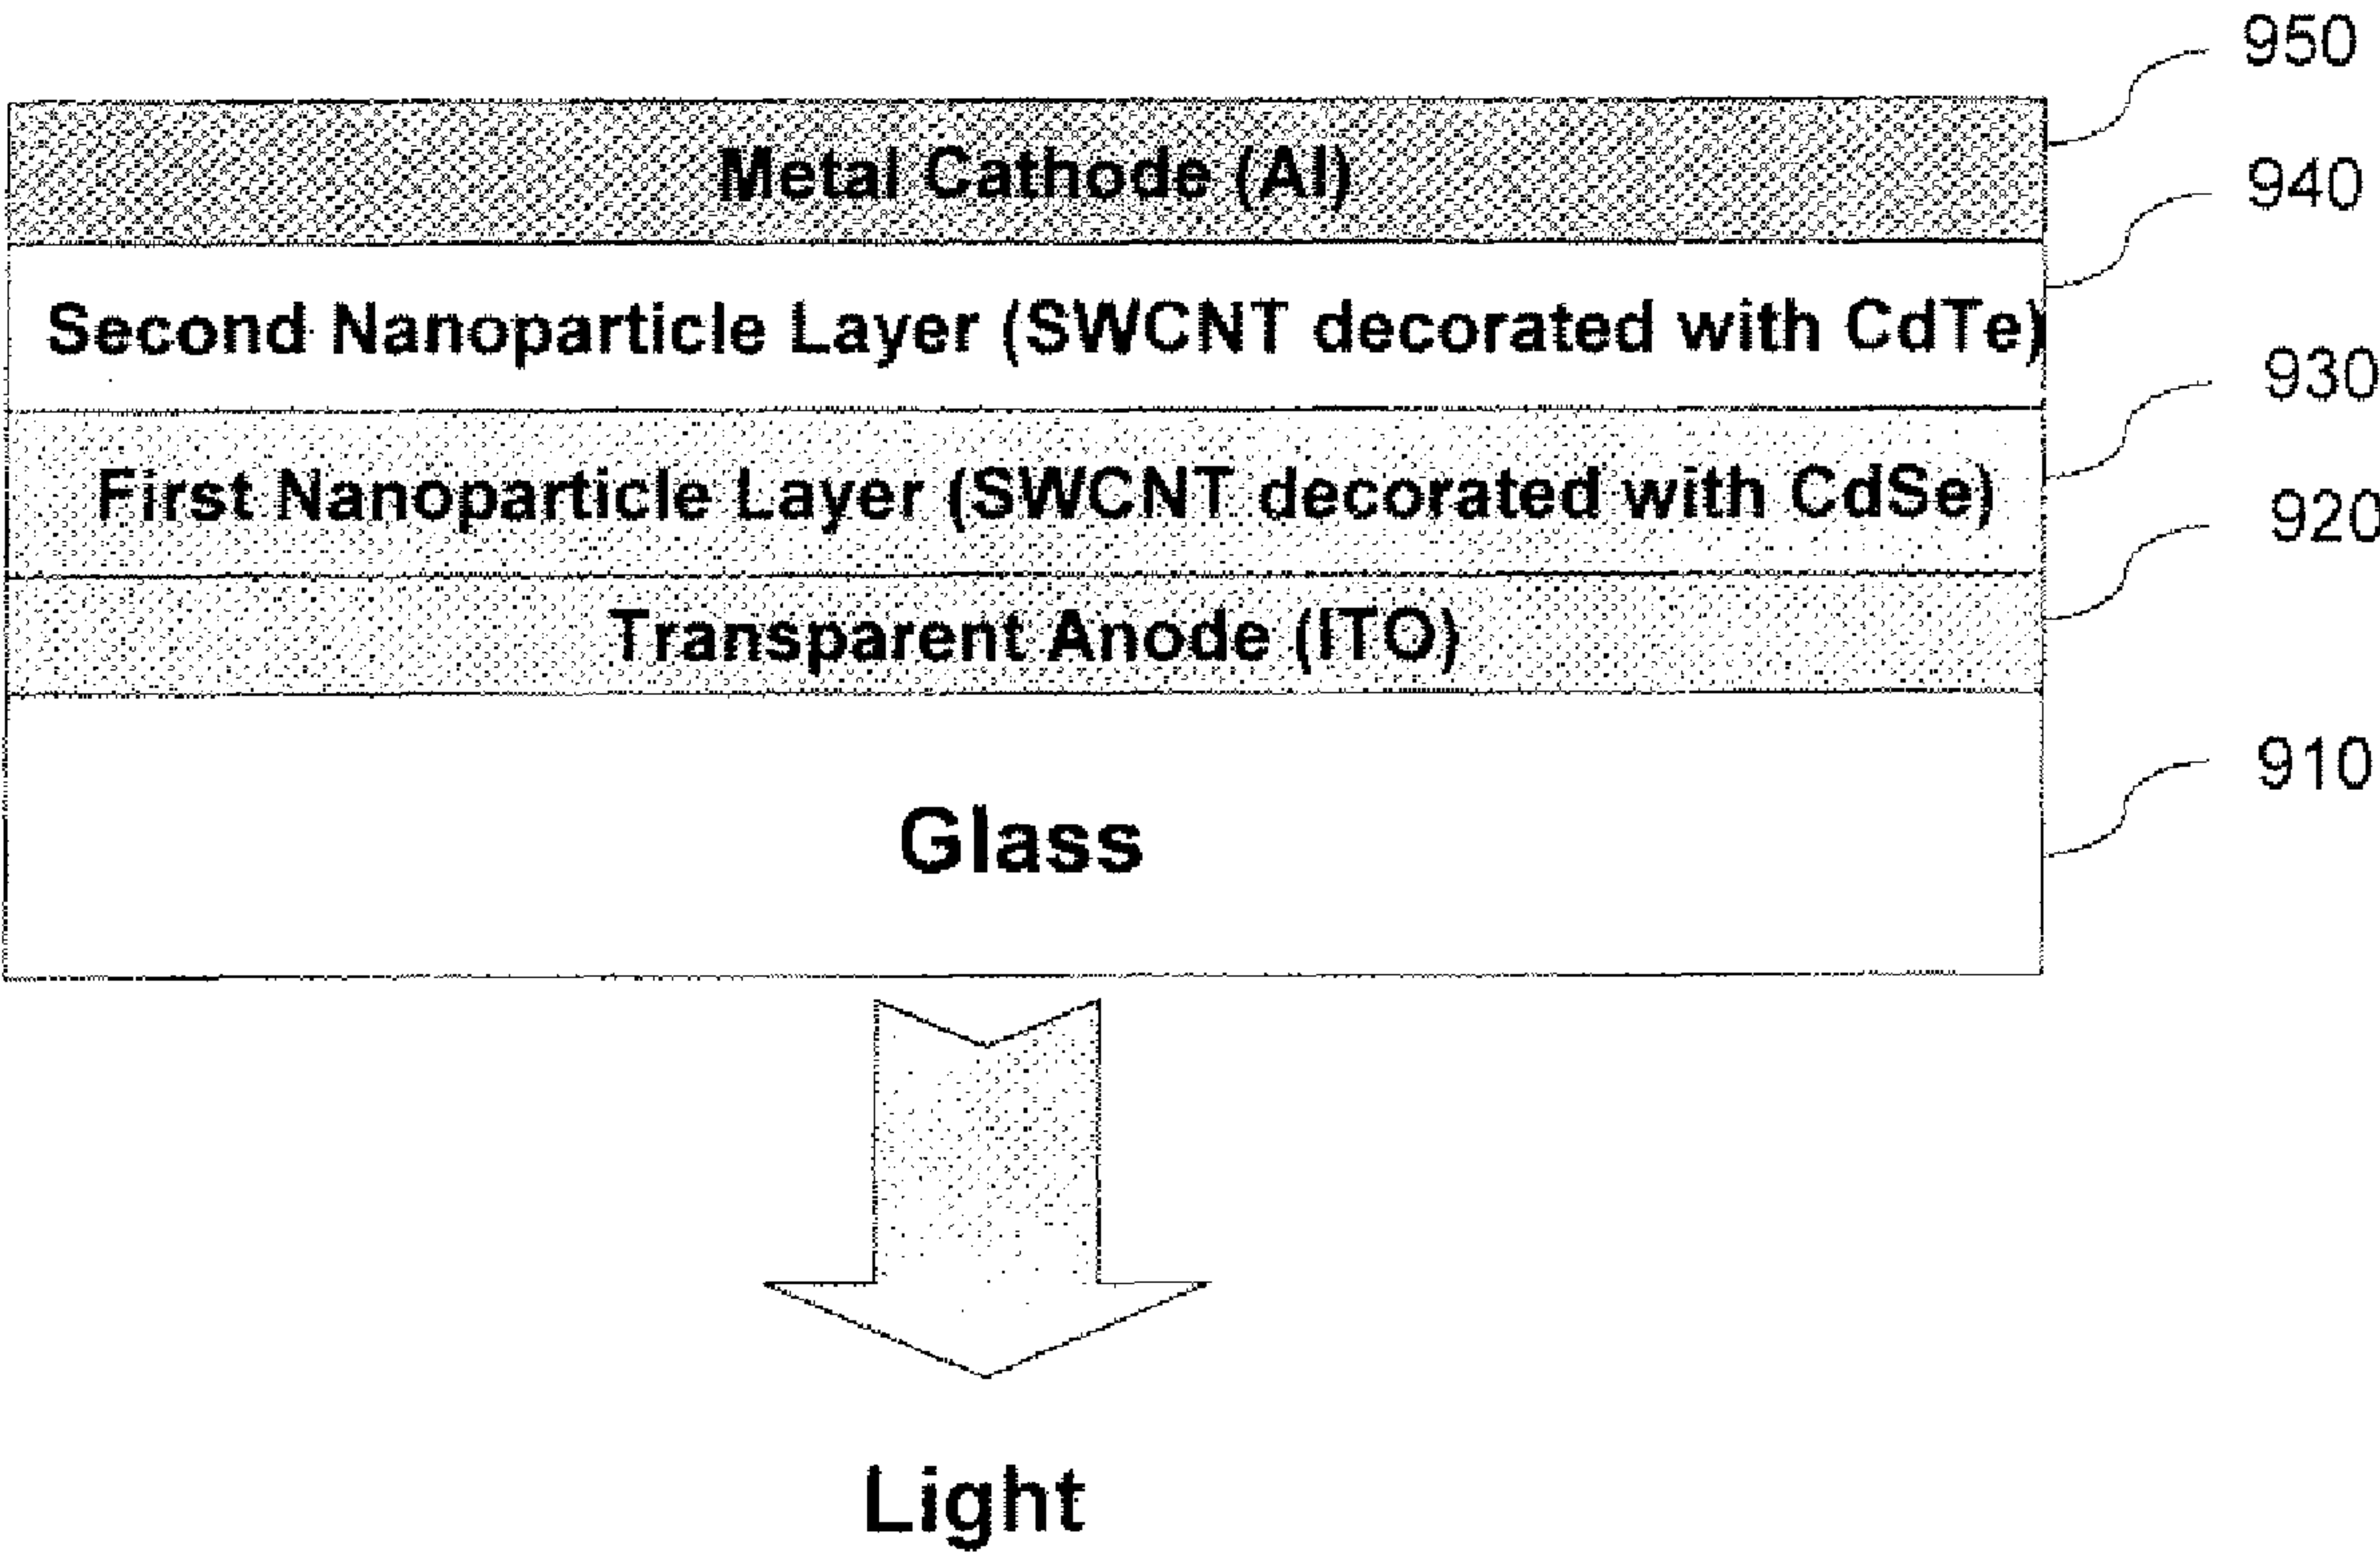 950
Metal Cathode (Al)
940
Second Nanoparticle Layer (SWCNT decorated with CdTe)
930
First Nanoparticle Layer (SWCNT decorated with CdSe)
920
Transparent Anode (ITO)
910
Glass
Light